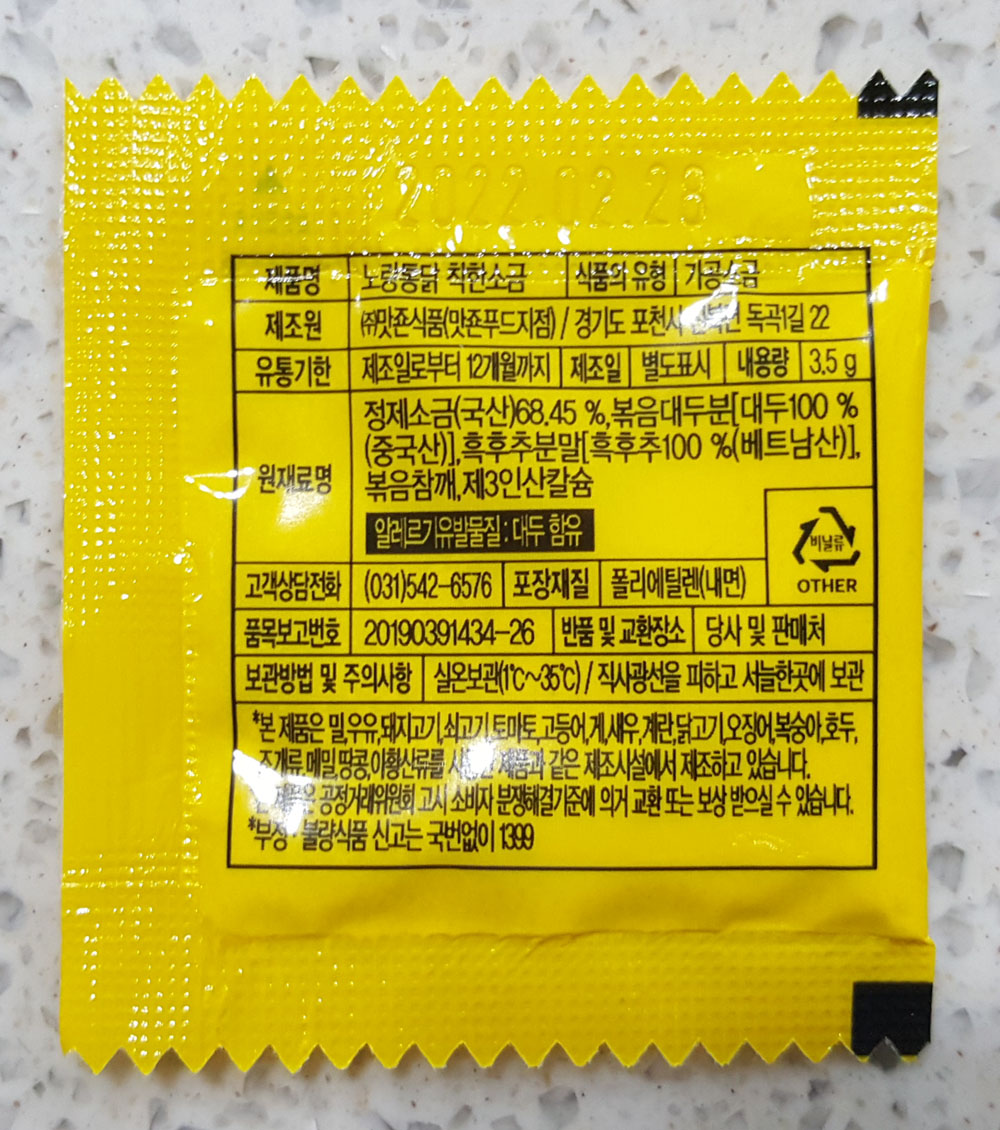 2022.02.23
제품명 노랑통닭 착한소금 식품의 유형 가공소금
제조원 ㈜맛죤식품(맛죤푸드지점) / 경기도 포천시 독곡1길 22
유통기한 제조일로부터 12개월까지 제조일 별도표시 내용량 3.5 g
원재료명
정제소금(국산)68.45 %,볶음대두분[대두100 %
(중국산)],흑후추분말[흑후추100 %(베트남산)],
볶음참깨,제3인산칼슘
알레르기유발물질 : 대두 함유
비닐류
OTHER
고객상담전화 (031)542-6576 포장재질 폴리에틸렌(내면)
품목보고번호 20190391434-26 반품 및 교환장소 당사 및 판매처
보관방법 및 주의사항 실온보관(1℃~35℃) / 직사광선을 피하고 서늘한곳에 보관
*본 제품은 밀,우유,돼지고기,쇠고기,토마토,고등어,게,새우,계란,닭고기,오징어,복숭아,호두,
조개류,메밀,땅콩,아황산류를 제품과 같은 제조시설에서 제조하고 있습니다.
제품은 공정거래위원회 고시 소비자 분쟁해결기준에 의거 교환 또는 보상 받으실 수 있습니다.
*부정·불량식품 신고는 국번없이 1399